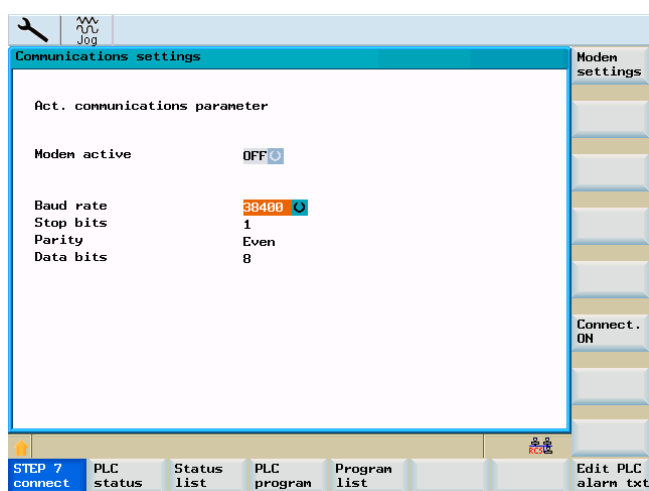 Jog
Communications settings
Modem
settings
Act. communications parameter
Modem active OFF
Baud rate 38400
Stop bits 1
Parity Even
Data bits 8
Connect.
ON
RCS
STEP 7
connect
PLC
status
Status
list
PLC
program
Program
list
Edit PLC
alarm txt